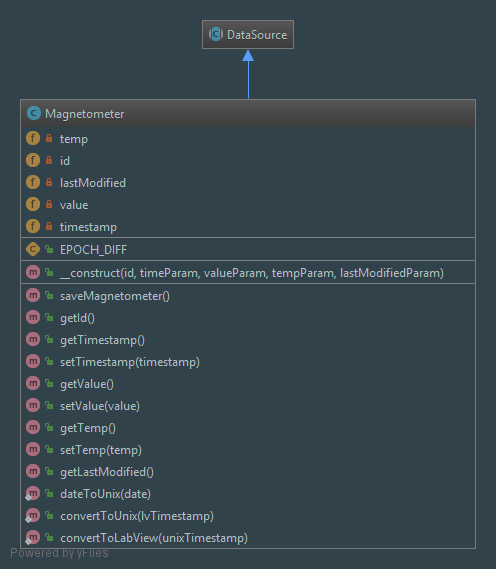 DataSource
Magnetometer
temp
id
lastModified
value
timestamp
EPOCH_DIFF
__construct(id, timeParam, valueParam, tempParam, lastModifiedParam)
saveMagnetometer()
getId()
getTimestamp()
setTimestamp(timestamp)
getValue()
setValue(value)
getTemp()
setTemp(temp)
getLastModified()
dateToUnix(date)
convertToUnix(lvTimestamp)
convertToLabView(unixTimestamp)
Powered by yFiles